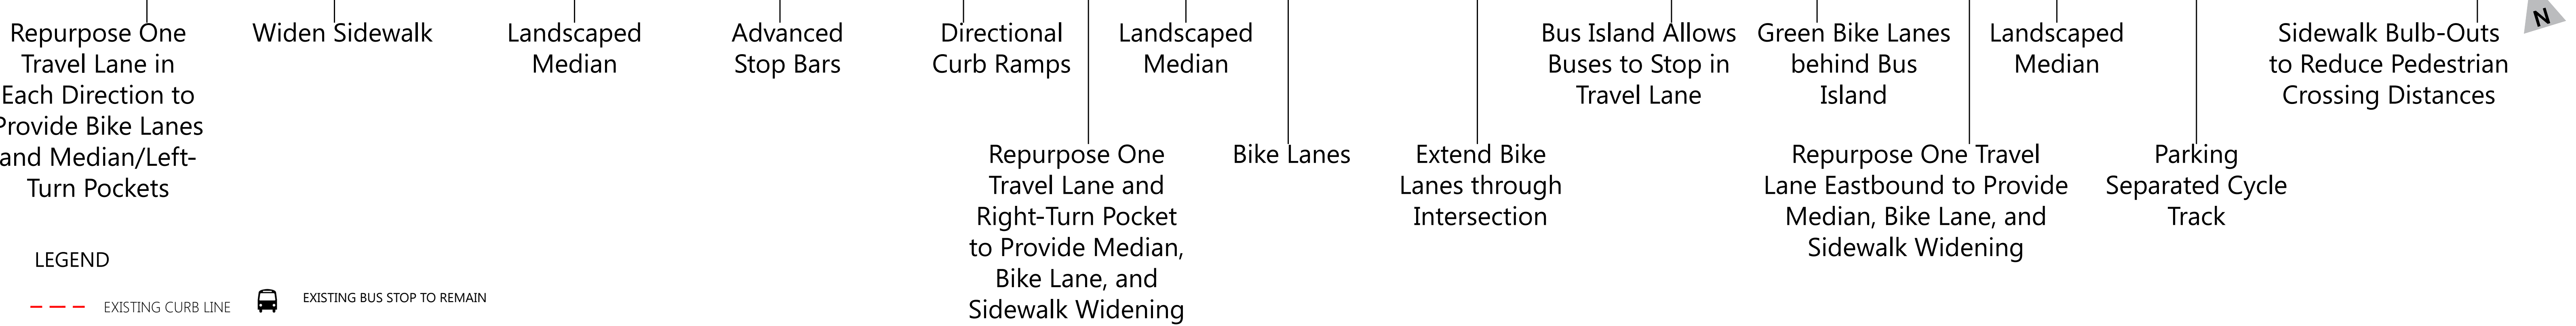 Repurpose One
Travel Lane in
Each Direction to
Provide Bike Lanes
and Median/Left-
Turn Pockets
Widen Sidewalk
Landscaped
Median
Advanced
Stop Bars
Directional
Curb Ramps
Repurpose One
Travel Lane and
Right-Turn Pocket
to Provide Median,
Bike Lane, and
Sidewalk Widening
Landscaped
Median
Bike Lanes
Extend Bike
Lanes through
Intersection
Bus Island Allows
Buses to Stop in
Travel Lane
Green Bike Lanes
behind Bus
Island
Repurpose One Travel
Lane Eastbound to Provide
Median, Bike Lane, and
Sidewalk Widening
Landscaped
Median
Parking
Separated Cycle
Track
Sidewalk Bulb-Outs
to Reduce Pedestrian
Crossing Distances
N
LEGEND
EXISTING CURB LINE
EXISTING BUS STOP TO REMAIN